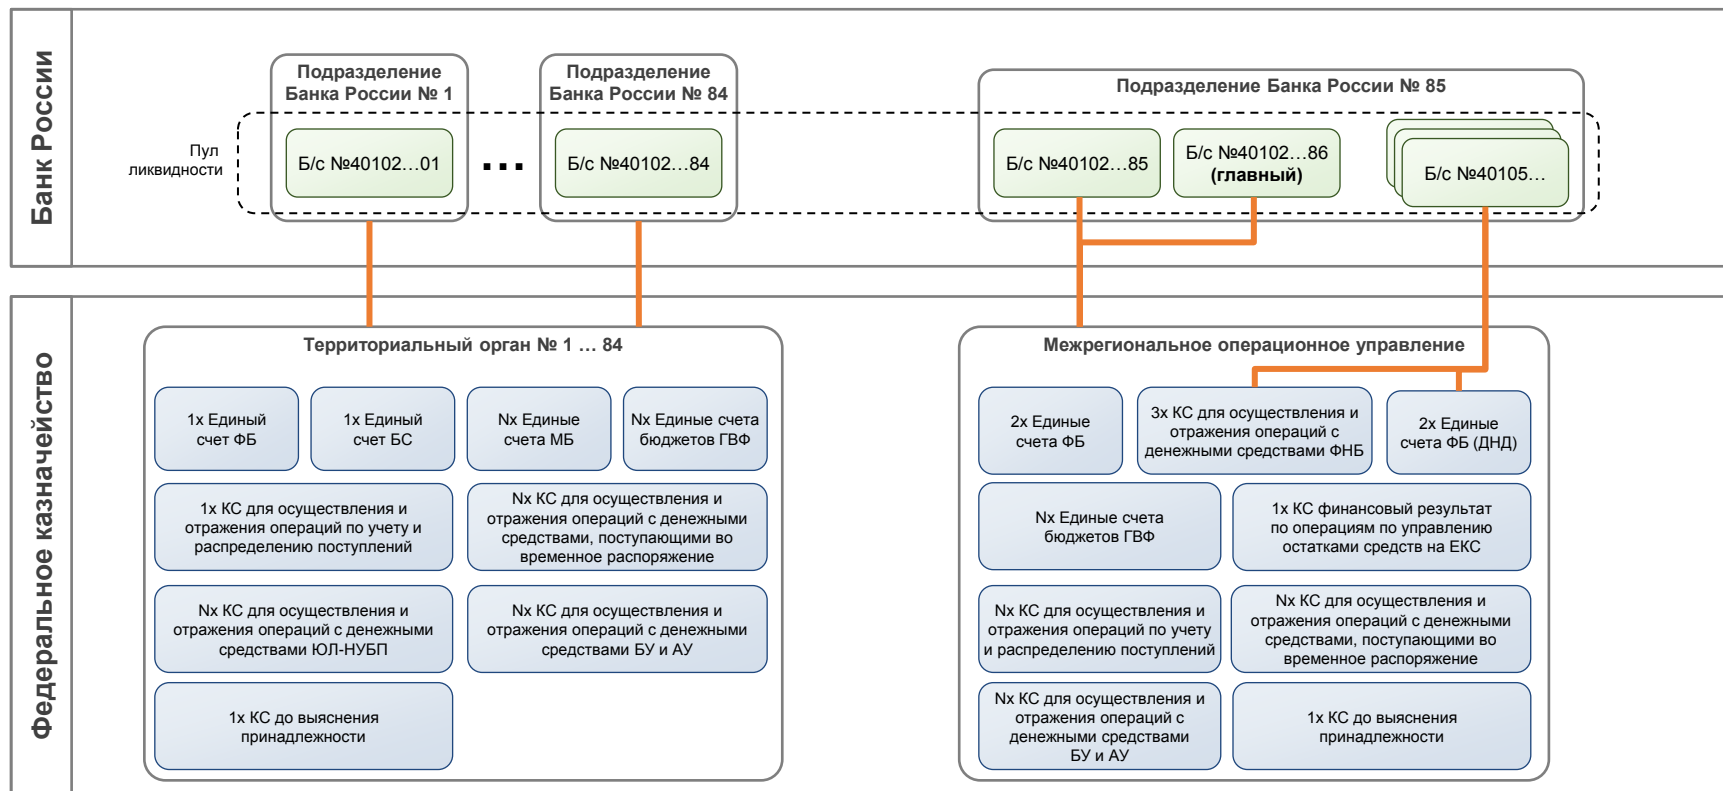 Банк России
Подразделение
Банка России № 1
Подразделение
Банка России № 84
Подразделение Банка России № 85
Пул
ликвидности
Б/с №40102…01
...
Б/с №40102…84
Б/с №40102…85
Б/с №40102…86
(главный)
Б/с №40105…
Федеральное казначейство
Территориальный орган № 1 … 84
1х Единый
счет ФБ
1х Единый
счет БС
Nх Единые
счета МБ
Nх Единые счета
бюджетов ГВФ
1х КС для осуществления и
отражения операций по учету и
распределению поступлений
Nх КС для осуществления и
отражения операций с денежными
средствами, поступающими во
временное распоряжение
Nх КС для осуществления и
отражения операций с денежными
средствами ЮЛ-НУБП
Nх КС для осуществления и
отражения операций с денежными
средствами БУ и АУ
1х КС до выяснения
принадлежности
Межрегиональное операционное управление
2х Единые
счета ФБ
3х КС для осуществления и
отражения операций с
денежными средствами ФНБ
2х Единые
счета ФБ (ДНД)
Nх Единые счета
бюджетов ГВФ
1х КС финансовый результат
по операциям по управлению
остатками средств на ЕКС
Nх КС для осуществления и
отражения операций по учету
и распределению поступлений
Nх КС для осуществления и
отражения операций с денежными
средствами, поступающими во
временное распоряжение
Nх КС для осуществления и
отражения операций с
денежными средствами
БУ и АУ
1х КС до выяснения
принадлежности